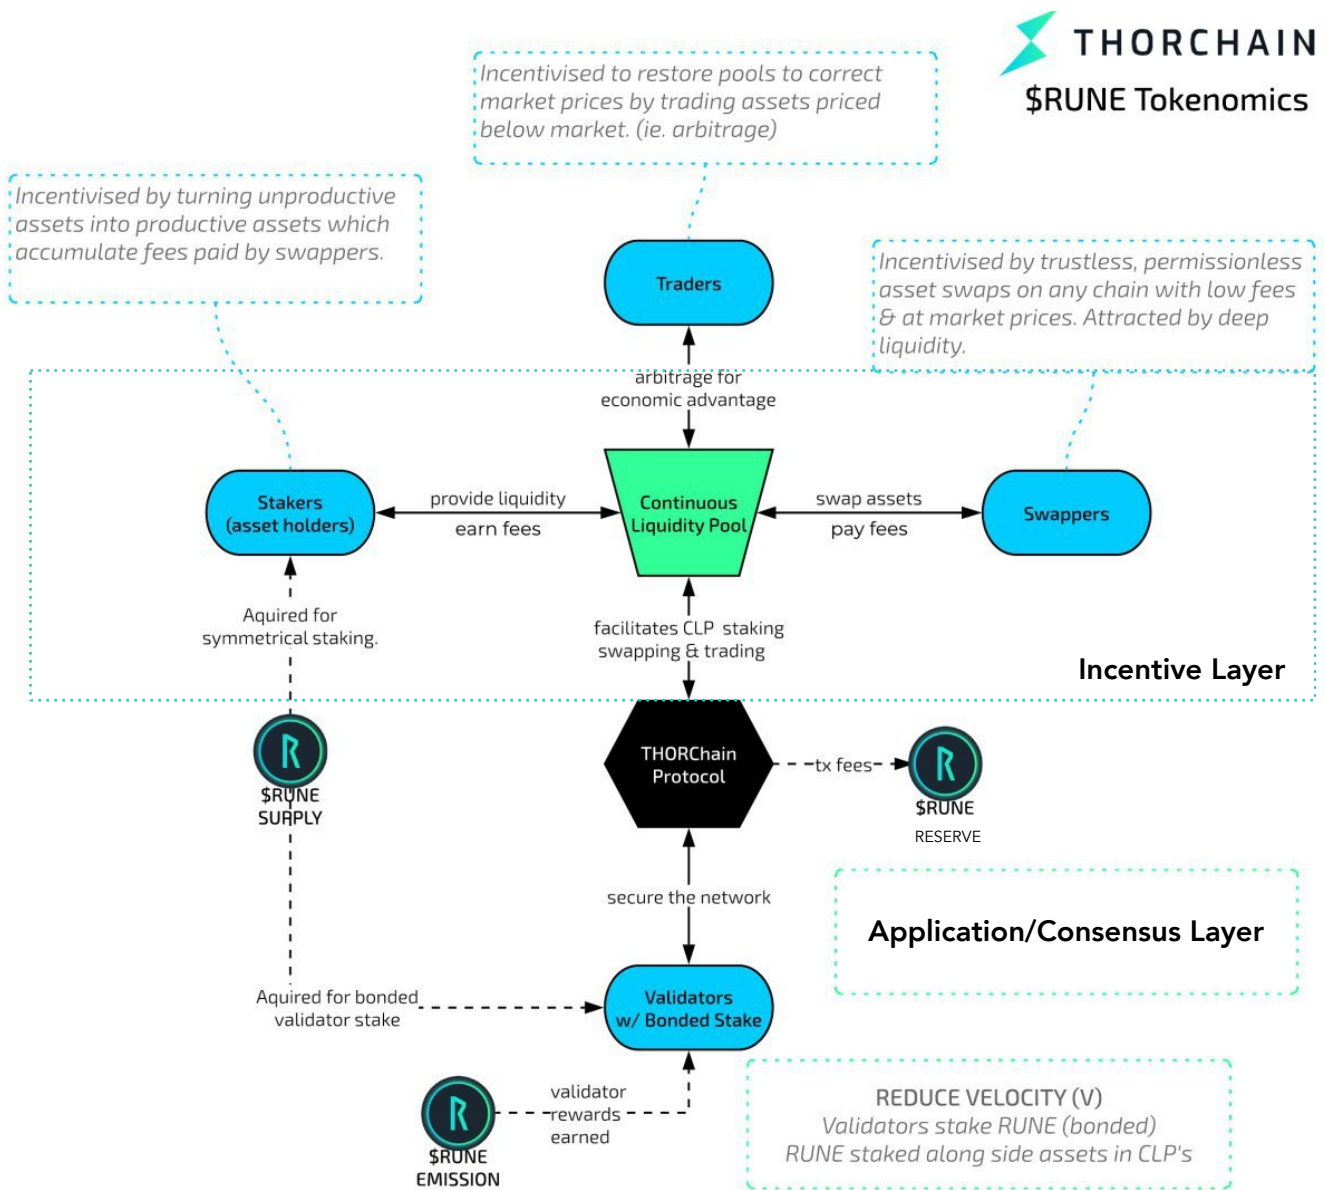 THORCHAIN
$RUNE Tokenomics
Incentivised to restore pools to correct
market prices by trading assets priced
below market. (ie. arbitrage)
Incentivised by turning unproductive
assets into productive assets which
accumulate fees paid by swappers.
Incentivised by trustless, permissionless
asset swaps on any chain with low fees
& at market prices. Attracted by deep
liquidity.
Traders
arbitrage for
economic advantage
Stakers
(asset holders)
provide liquidity
earn fees
Continuous
Liquidity Pool
swap assets
pay fees
Swappers
Aquired for
symmetrical staking.
facilitates CLP staking
swapping & trading
Incentive Layer
$RUNE
SUPPLY
THORChain
Protocol
tx fees
$RUNE
RESERVE
secure the network
Application/Consensus Layer
Aquired for bonded
validator stake
Validators
w/ Bonded Stake
$RUNE
EMISSION
validator
rewards
earned
REDUCE VELOCITY (V)
Validators stake RUNE (bonded)
RUNE staked along side assets in CLP's